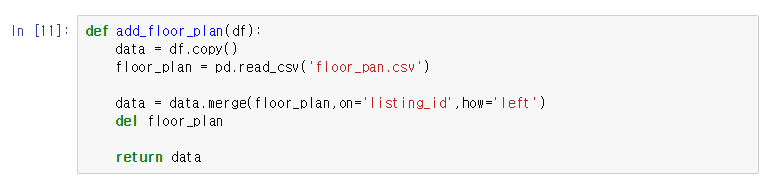 In [11]: def add_floor_plan(df):
    data = df.copy()
    floor_plan = pd.read_csv('floor_pan.csv')
    data = data.merge(floor_plan,on='listing_id',how='left')
    del floor_plan
    return data